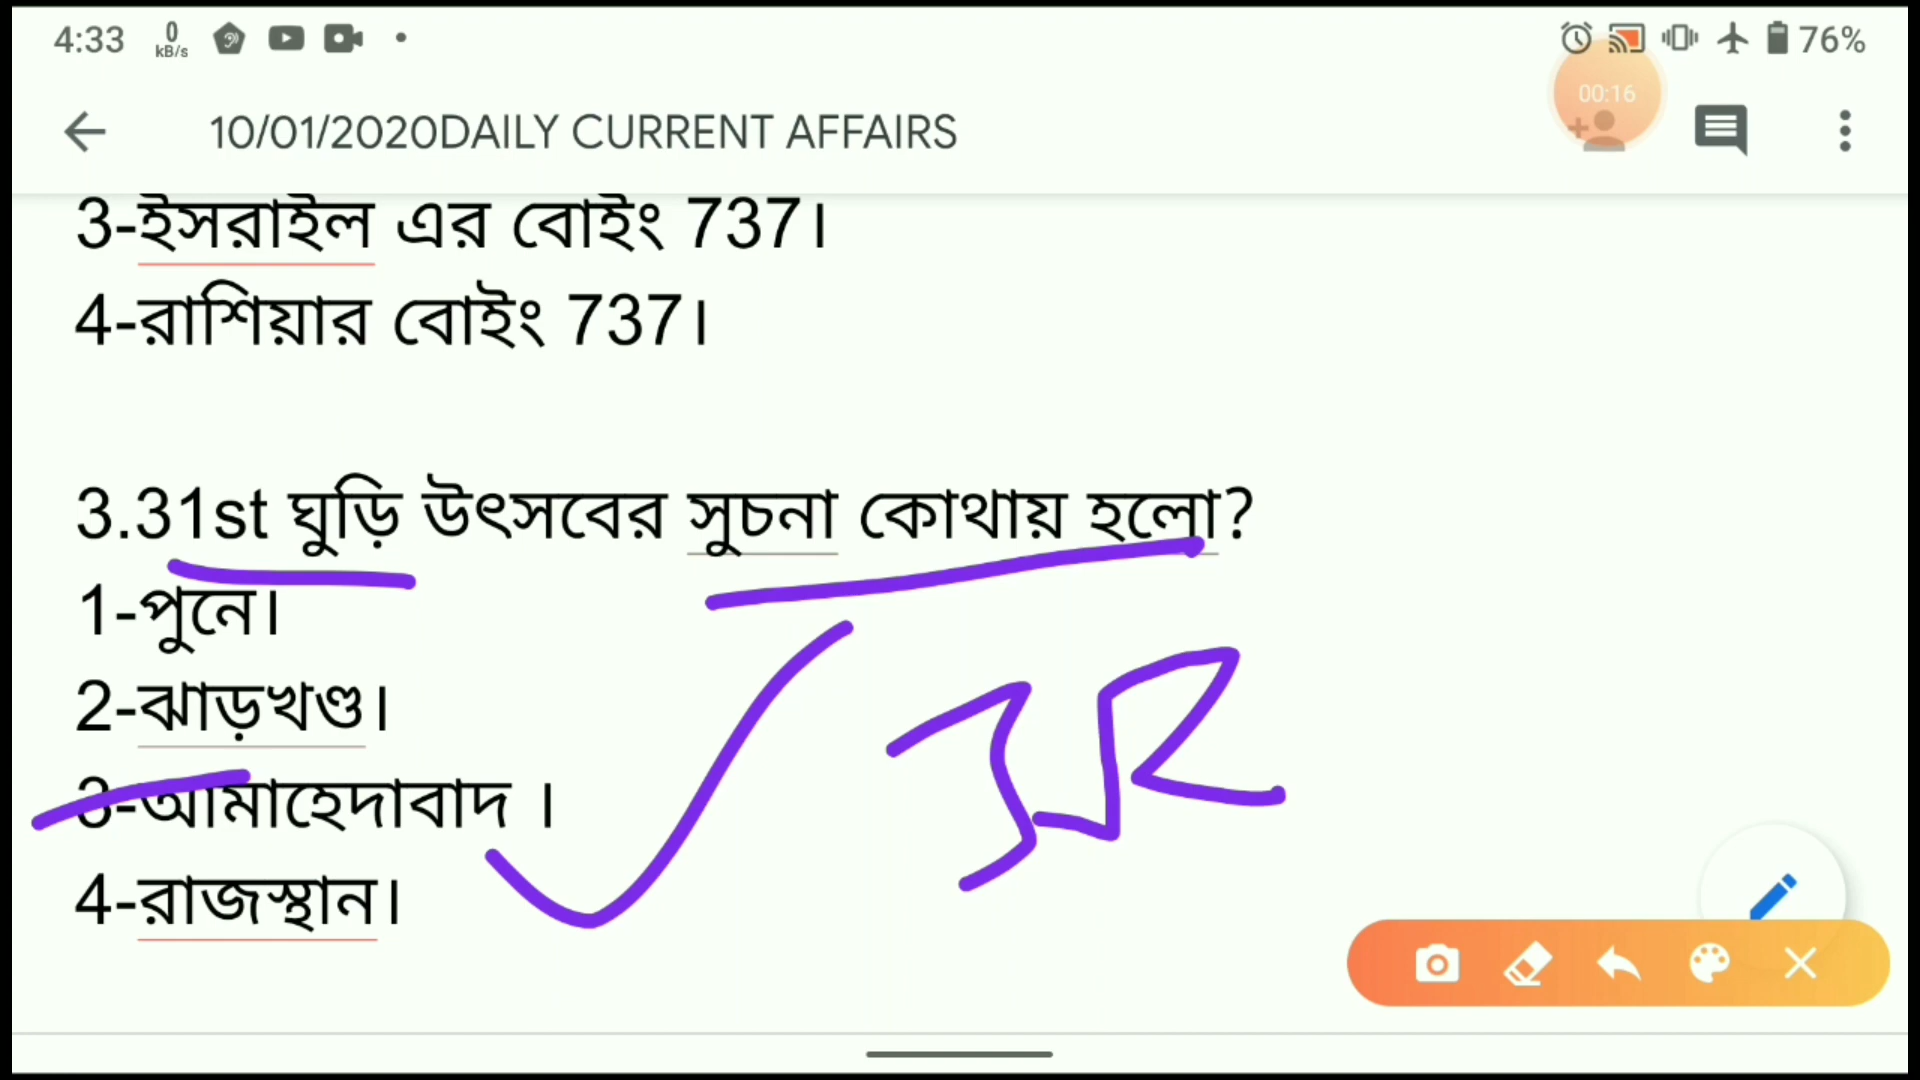 4:33 0 kB/s 76%
00:16
10/01/2020DAILY CURRENT AFFAIRS
3-ইসরাইল এর বোইং 737।
4-রাশিয়ার বোইং 737।
3.31st ঘুড়ি উৎসবের সুচনা কোথায় হলো?
1-পুনে।
2-ঝাড়খণ্ড।
3-আমাহেদাবাদ ।
4-রাজস্থান।